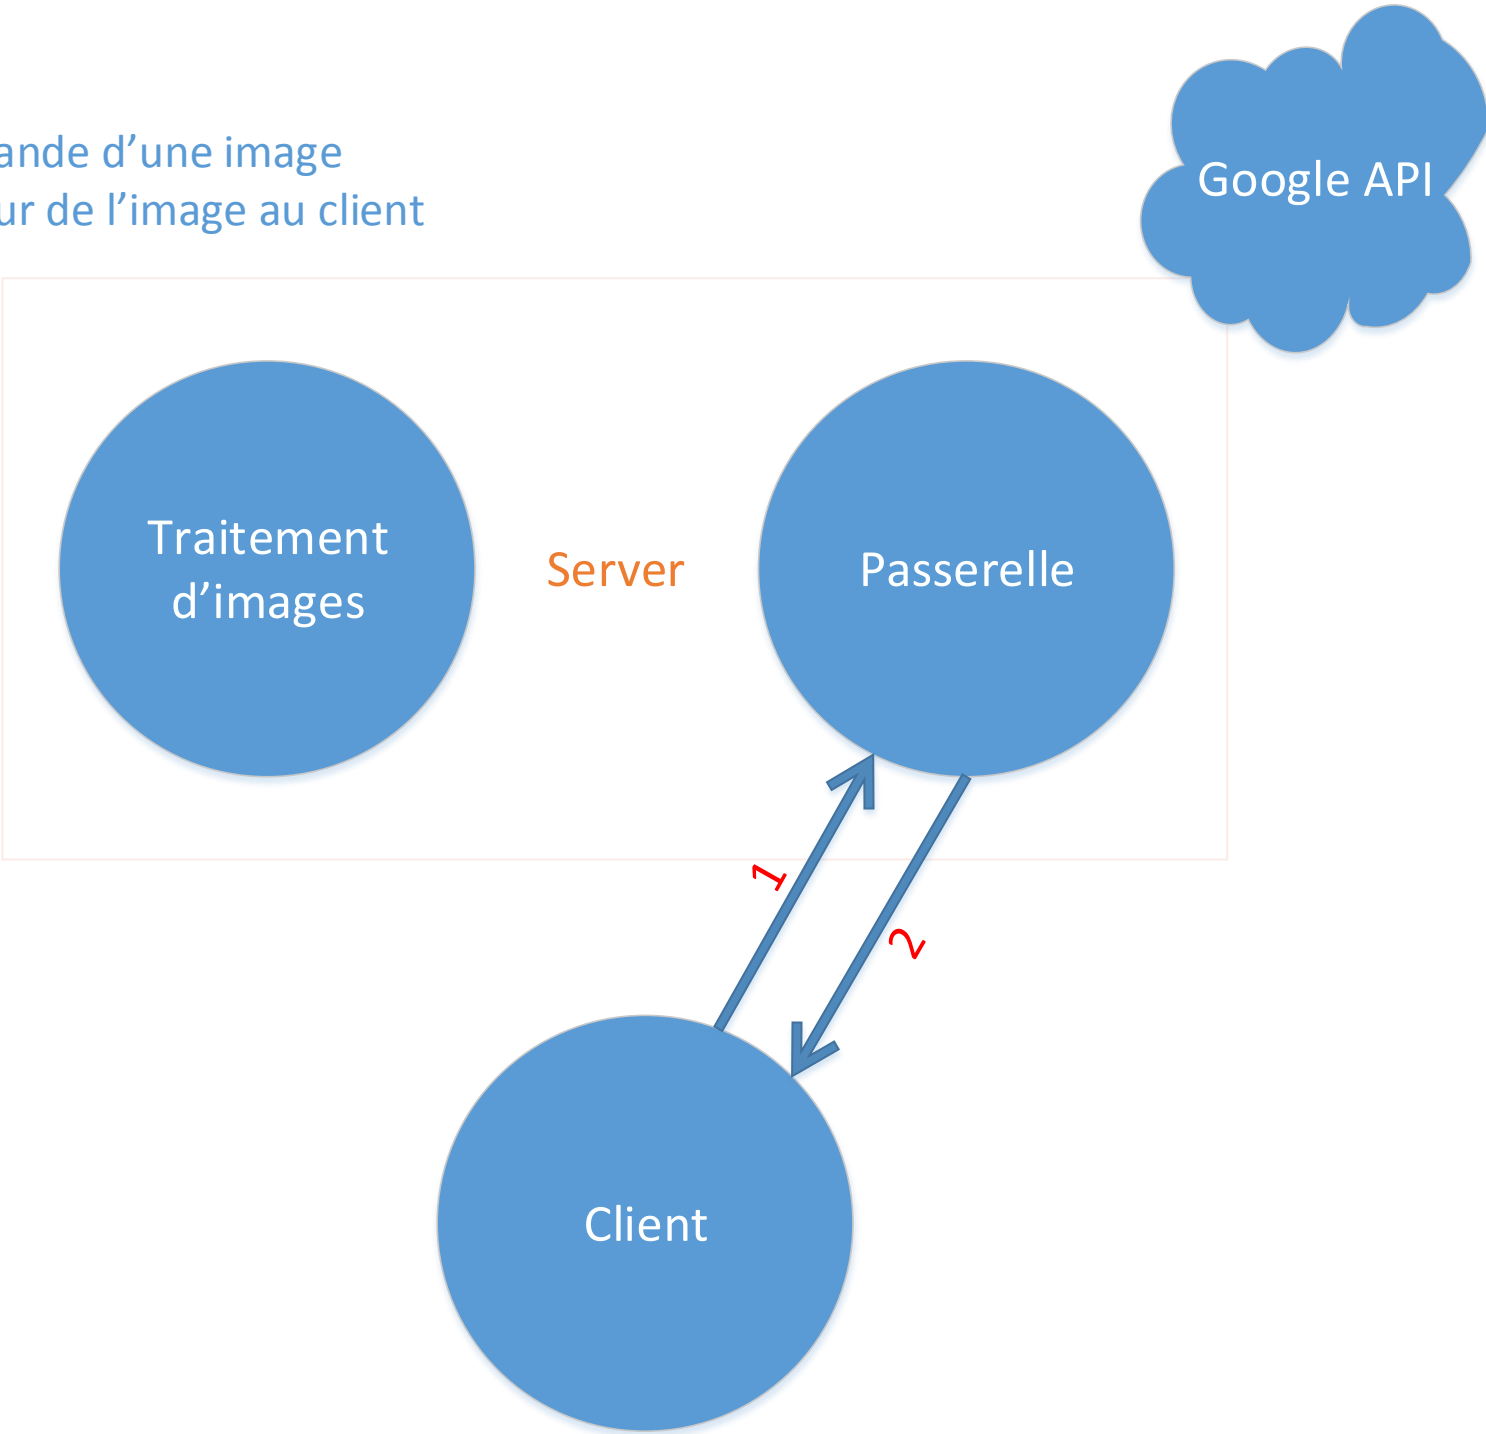 ande d’une image
ur de l’image au client
Google API
Traitement
d’images
Server
Passerelle
1
2
Client